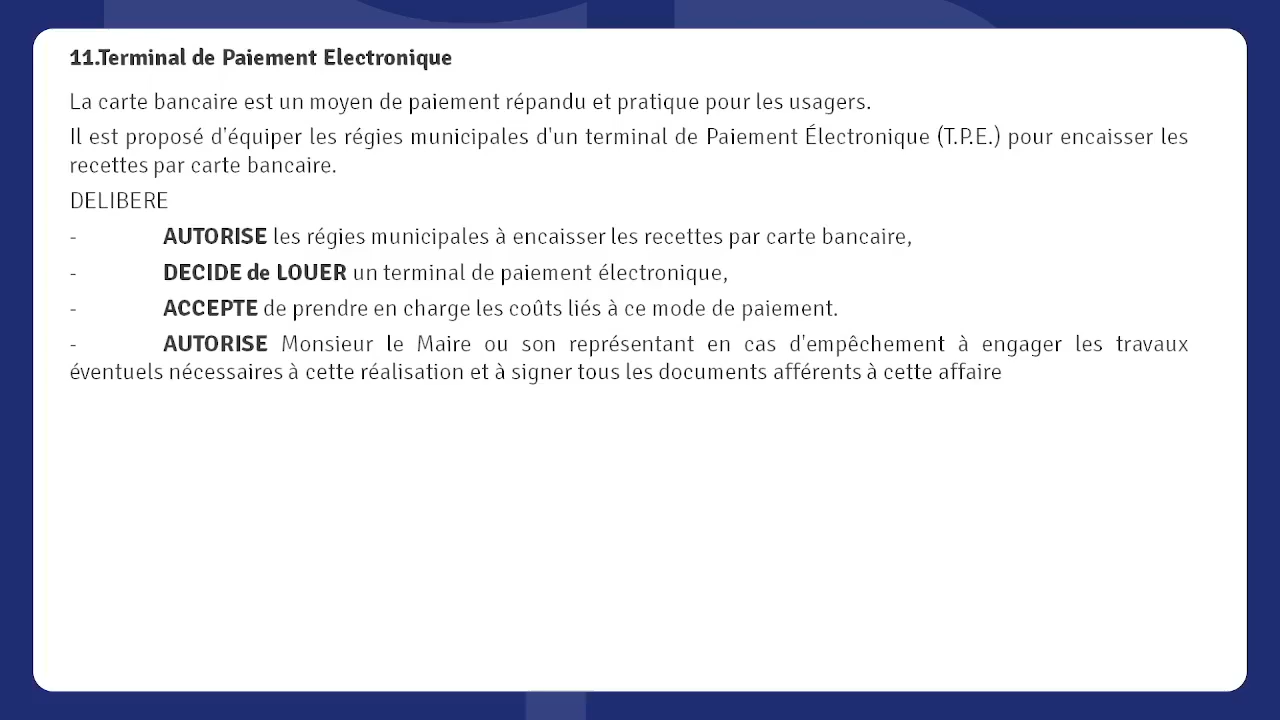 11.Terminal de Paiement Electronique
La carte bancaire est un moyen de paiement répandu et pratique pour les usagers.
Il est proposé d'équiper les régies municipales d'un terminal de Paiement Électronique (T.P.E.) pour encaisser les
recettes par carte bancaire.
DELIBERE
- AUTORISE les régies municipales à encaisser les recettes par carte bancaire,
- DECIDE de LOUER un terminal de paiement électronique,
- ACCEPTE de prendre en charge les coûts liés à ce mode de paiement.
- AUTORISE Monsieur le Maire ou son représentant en cas d'empêchement à engager les travaux
éventuels nécessaires à cette réalisation et à signer tous les documents afférents à cette affaire